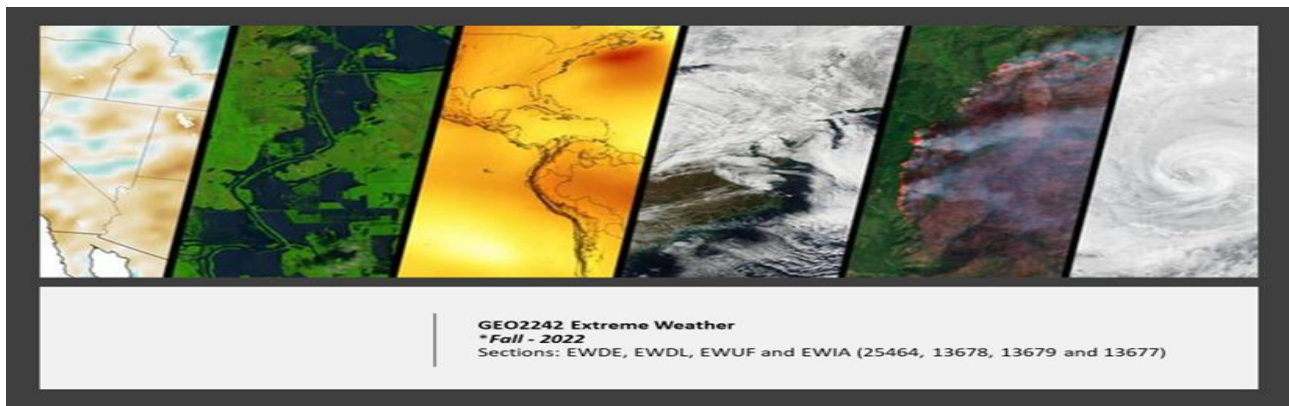 GEO2242 Extreme Weather
*Fall - 2022
Sections: EWDE, EWDL, EWUF and EWIA (25464, 13678, 13679 and 13677)